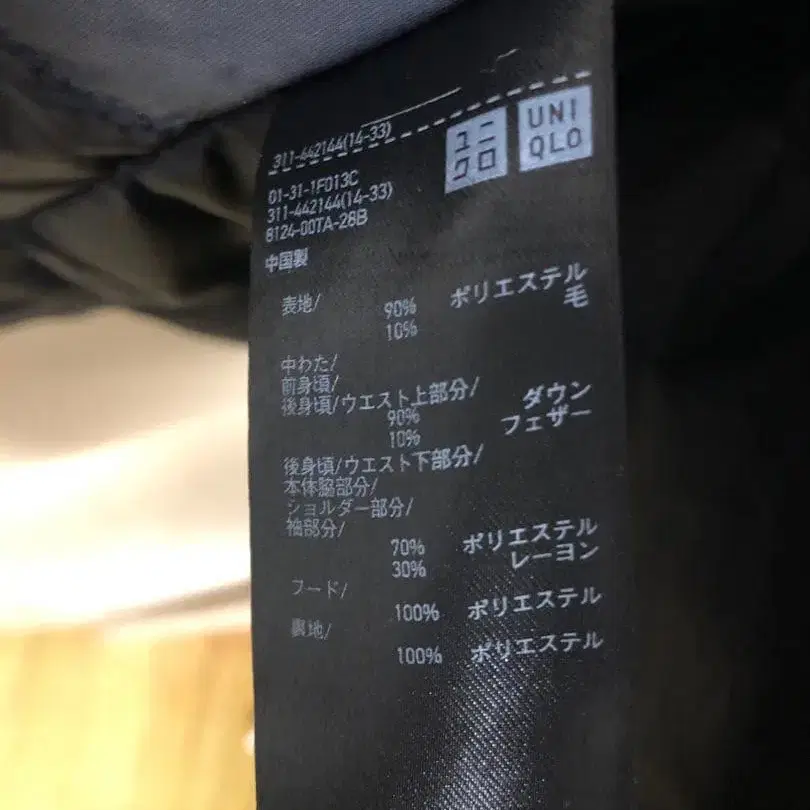 311-442144(14-33)
ユニ
クロ
UNI
QLO
01-31-1F013C
311-442144(14-33)
8124-00TA-28B
中国製
表地/
90% ポリエステル
10% 毛
中わた/
前身頃/
後身頃/ウエスト上部分/
90% ダウン
10% フェザー
後身頃/ウエスト下部分/
本体脇部分/
ショルダー部分/
袖部分/
70% ポリエステル
30% レーヨン
フード/
100% ポリエステル
裏地/
100% ポリエステル